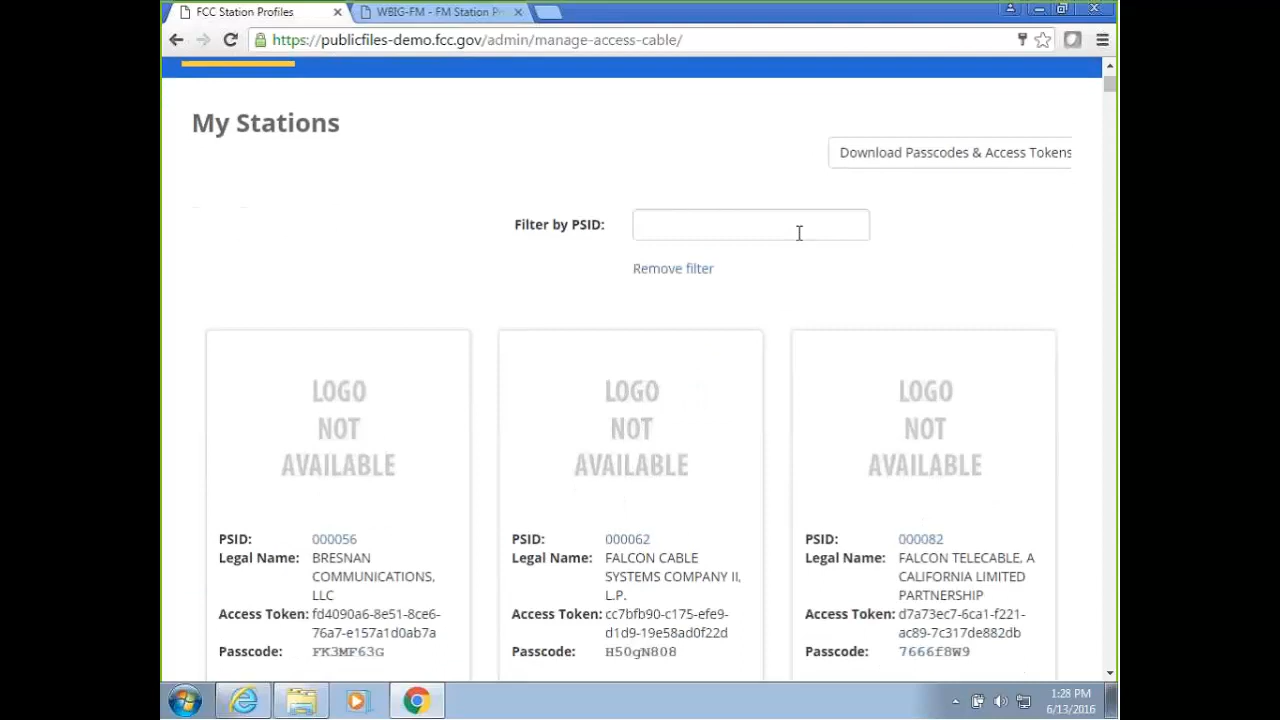 FCC Station Profiles
WBIG-FM - FM Station Pr
https://publicfiles-demo.fcc.gov/admin/manage-access-cable/
My Stations
Download Passcodes & Access Tokens
Filter by PSID:
Remove filter
LOGO NOT AVAILABLE
LOGO NOT AVAILABLE
LOGO NOT AVAILABLE
PSID: 000056
Legal Name: BRESNAN
COMMUNICATIONS,
LLC
Access Token: fd4090a6-8e51-8ce6-
76a7-e157a1d0ab7a
Passcode: FK3MF63G
PSID: 000062
Legal Name: FALCON CABLE
SYSTEMS COMPANY II,
L.P.
Access Token: cc7bfb90-c175-efe9-
d1d9-19e58ad0f22d
Passcode: H50gN808
PSID: 000082
Legal Name: FALCON TELECABLE, A
CALIFORNIA LIMITED
PARTNERSHIP
Access Token: d7a73ec7-6ca1-f221-
ac89-7c317de882db
Passcode: 7666f8W9
1:28 PM
6/13/2016